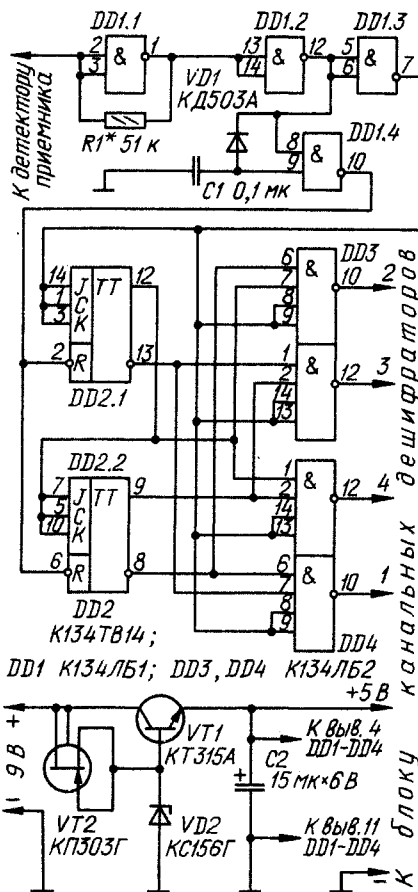 DD1.1
DD1.2
DD1.3
2
3
&
1
13
14
&
12
5
6
&
7
VD1
КД503А
R1* 51 к
DD1.4
8
9
&
10
С1 0,1 мк
К детектору
приемника
14
1
3
J
C
K
TT
12
2
R
13
DD2.1
DD3
6
7
8
9
&
10
2
1
2
14
13
&
12
3
DD2.2
7
5
10
J
C
K
TT
9
6
R
8
1
2
14
13
&
12
4
6
7
8
9
&
10
1
DD2
К134ТВ14;
DD4
DD1 К134ЛБ1; DD3, DD4 К134ЛБ2
К блоку канальных дешифраторов
+
9 В
−
VT1
КТ315А
+5 В
К выв. 4
DD1-DD4
+
С2
15 мк×6 В
VT2
КП303Г
VD2
КС156Г
К выв. 11
DD1-DD4
−